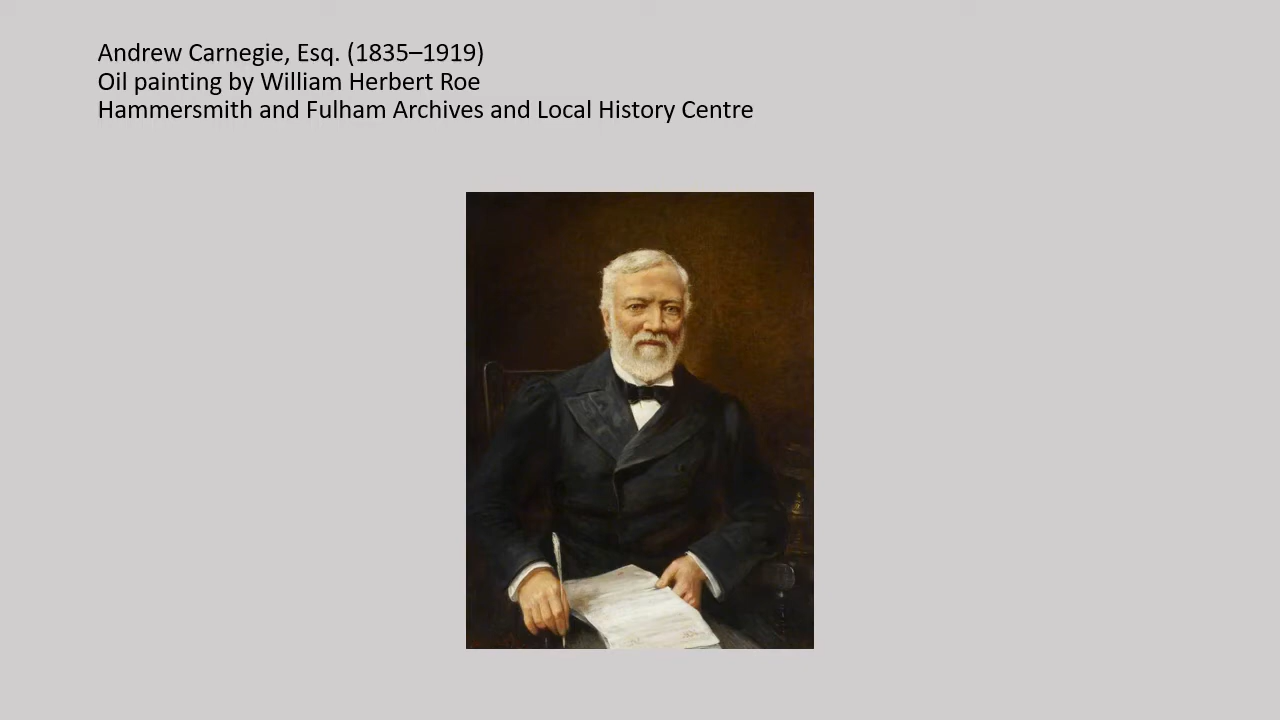 Andrew Carnegie, Esq. (1835–1919)
Oil painting by William Herbert Roe
Hammersmith and Fulham Archives and Local History Centre